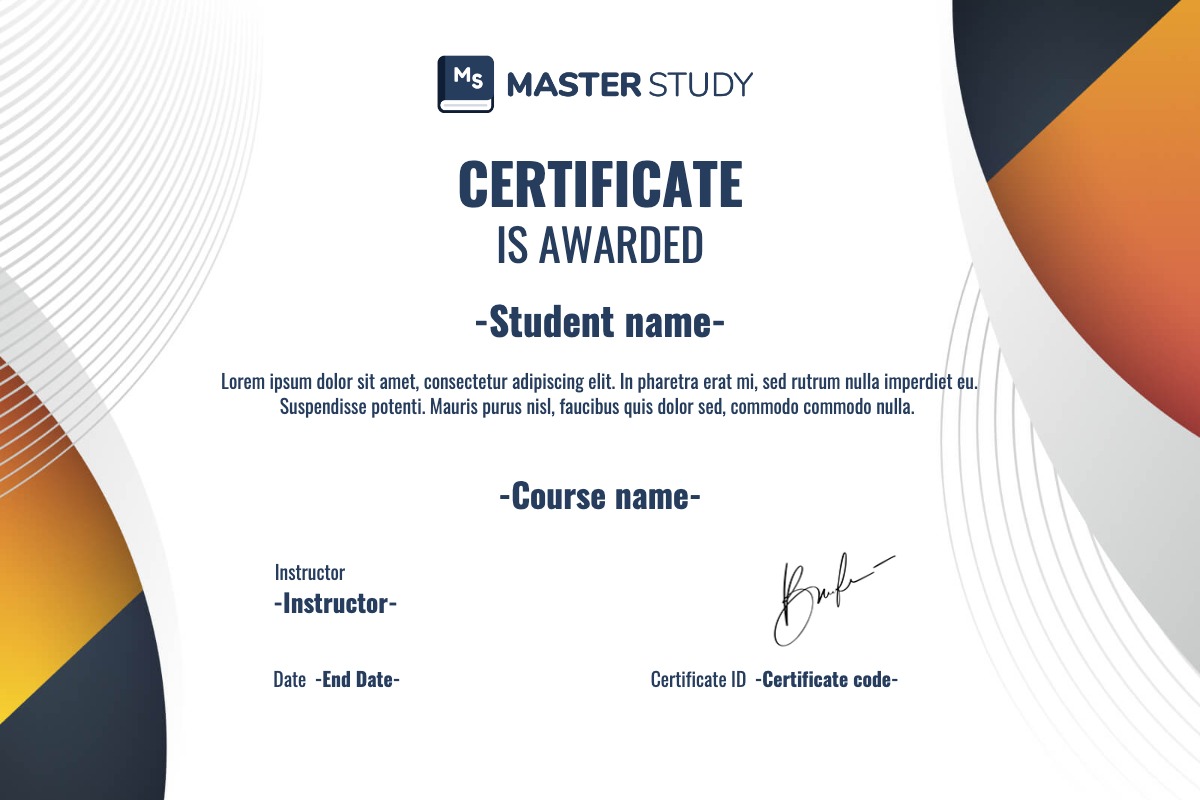 MS MASTER STUDY
CERTIFICATE
IS AWARDED
-Student name-
Lorem ipsum dolor sit amet, consectetur adipiscing elit. In pharetra erat mi, sed rutrum nulla imperdiet eu.
Suspendisse potenti. Mauris purus nisl, faucibus quis dolor sed, commodo commodo nulla.
-Course name-
Instructor
-Instructor-
Date -End Date-
Certificate ID -Certificate code-